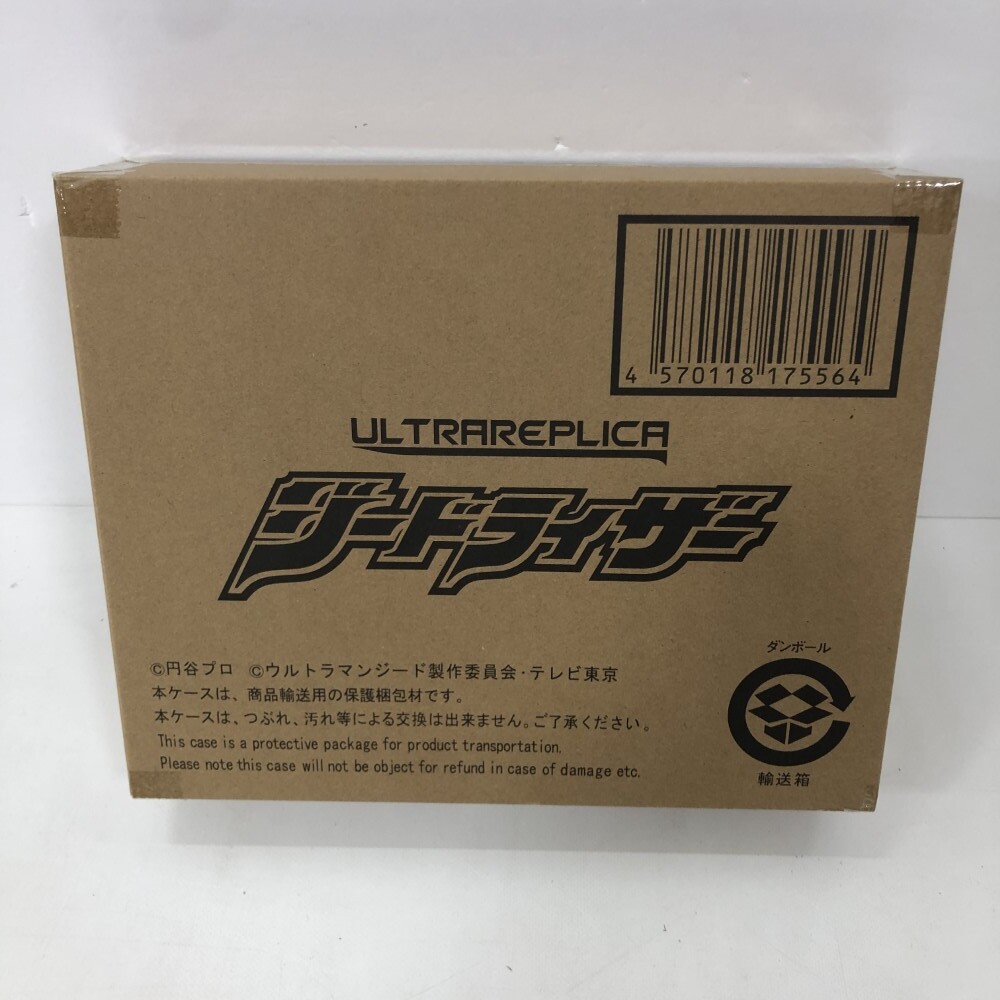 4 570118 175564
ULTRAREPLICA
ジードライザー
©円谷プロ ©ウルトラマンジード製作委員会・テレビ東京
本ケースは、商品輸送用の保護梱包材です。
本ケースは、つぶれ、汚れ等による交換は出来ません。ご了承ください。
This case is a protective package for product transportation.
Please note this case will not be object for refund in case of damage etc.
ダンボール
輸送箱